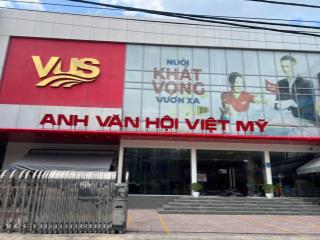 VUS
NUÔI
KHÁT
VỌNG
VƯƠN XA
ANH VĂN HỘI VIỆT MỸ